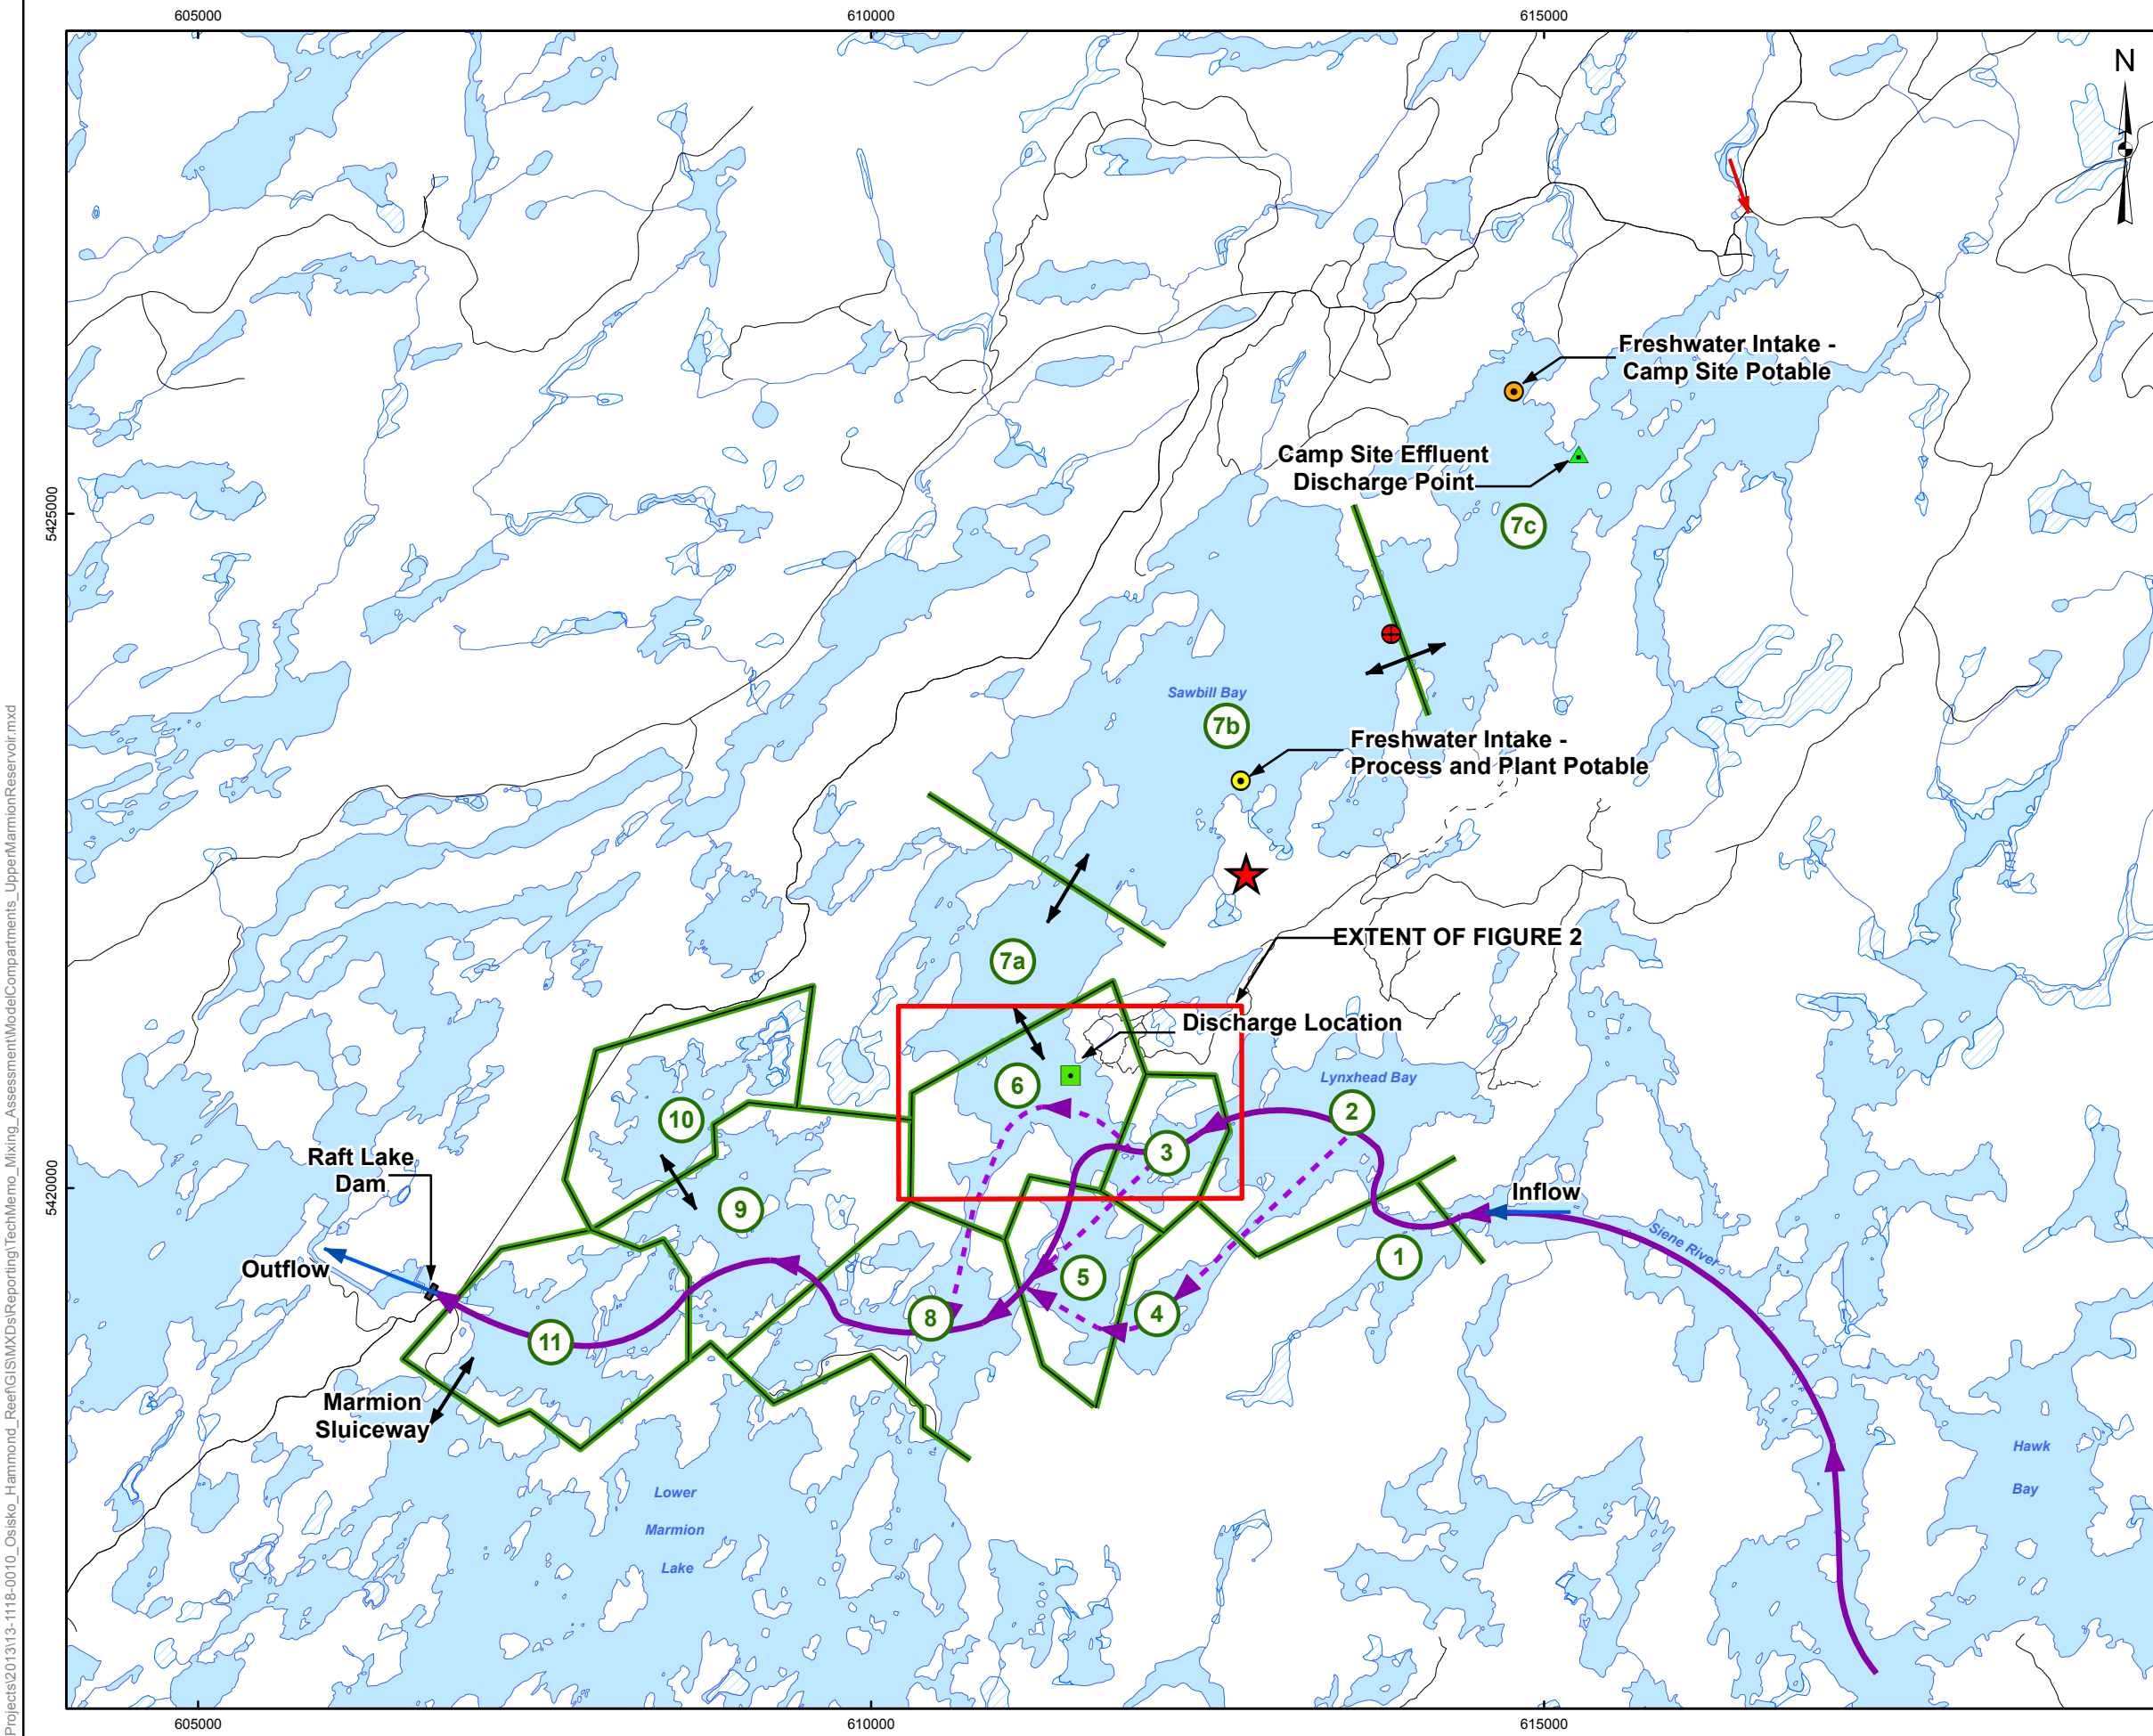 605000
610000
615000
N
Freshwater Intake -
Camp Site Potable
Camp Site Effluent
Discharge Point
5425000
7c
Sawbill Bay
7b
Freshwater Intake -
Process and Plant Potable
EXTENT OF FIGURE 2
7a
Discharge Location
6
Lynxhead Bay
2
10
3
Raft Lake
Dam
5420000
9
Inflow
Siene River
1
Outflow
5
4
8
11
Marmion
Sluiceway
Hawk
Bay
Lower
Marmion
Lake
Projects\2013\13-1118-0010_Osisko_Hammond_Reef\GIS\MXDs\Reporting\TechMemo_Mixing_Assessment\ModelCompartments_UpperMarmionReservoir.mxd
605000
610000
615000